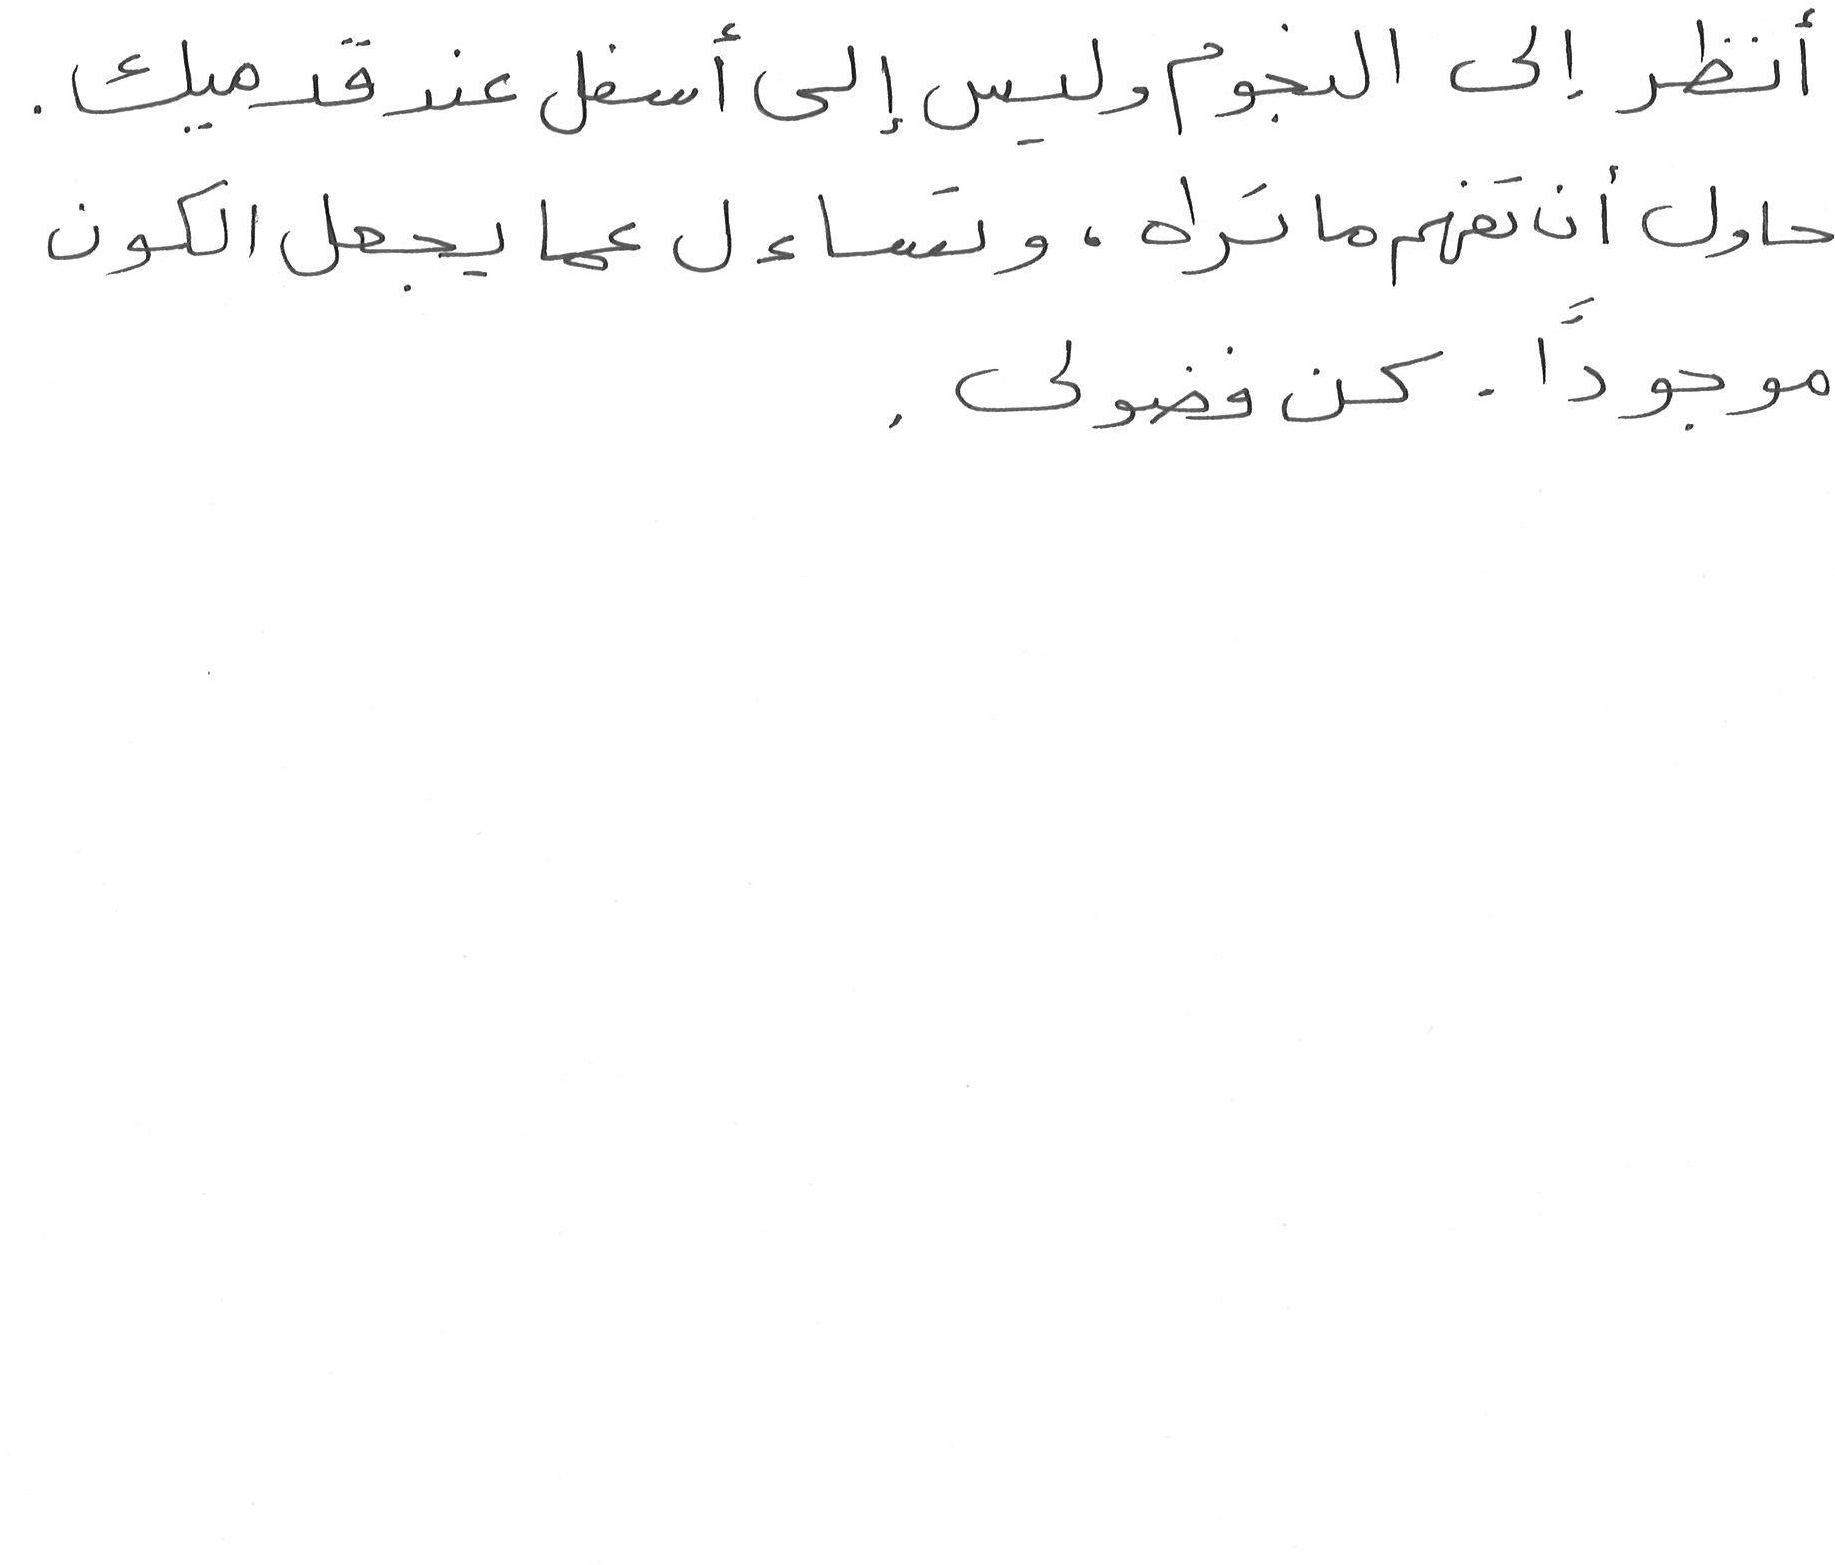 أنظر إلى النجوم وليس إلى أسفل عند قدميك.
حاول أن تفهم ما تراه، وتساءل عما يجعل الكون
موجودًا. كن فضولى.